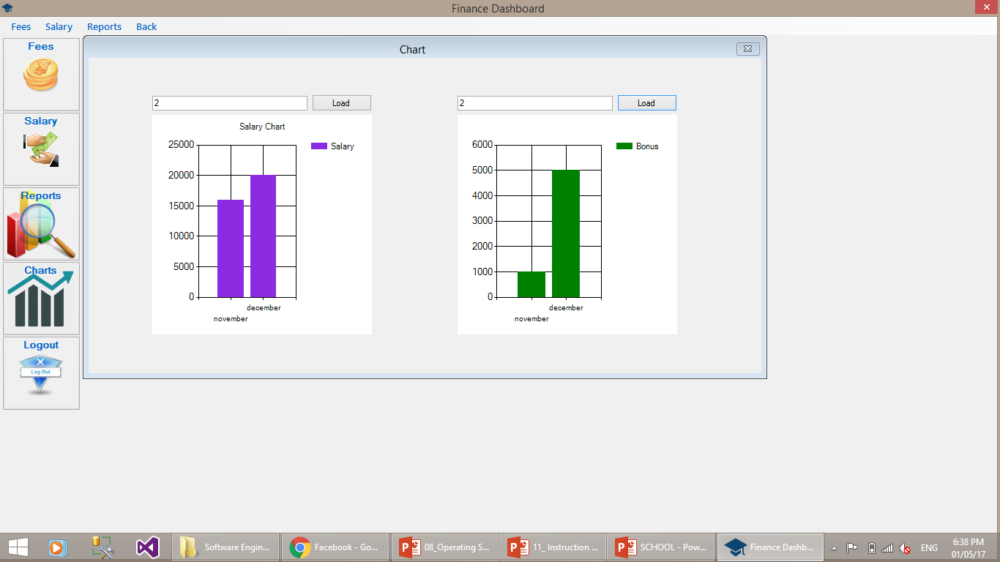 Finance Dashboard
Fees Salary Reports Back
Fees
Salary
Reports
Charts
Logout
Log Out
Chart
2 Load
Salary Chart
Salary
25000
20000
15000
10000
5000
0
december
november
2 Load
Bonus
6000
5000
4000
3000
2000
1000
0
december
november
Software Engin...
Facebook - Go...
08_Operating S...
11_ Instruction ...
SCHOOL - Pow...
Finance Dashb...
ENG
6:38 PM
01/05/17